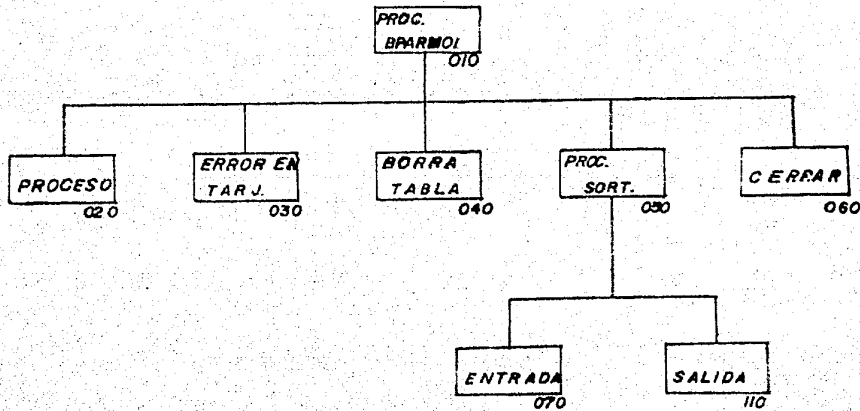 PROC.
BPARMO1
010
PROCESO
020
ERROR EN
TARJ.
030
BORRA
TABLA
040
PROC.
SORT.
050
CERRAR
060
ENTRADA
070
SALIDA
110